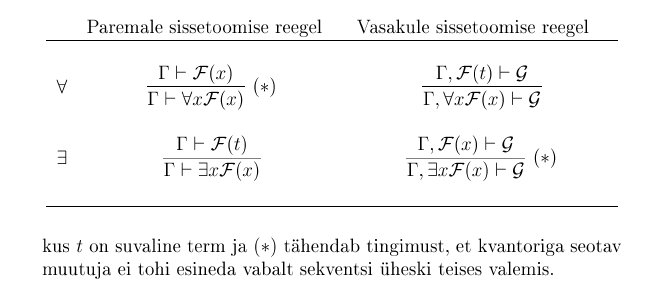 Paremale sissetoomise reegel Vasakule sissetoomise reegel
Γ ⊢ ℱ(x) Γ, ℱ(t) ⊢ 𝒢
∀ Γ ⊢ ∀xℱ(x) (∗) Γ, ∀xℱ(x) ⊢ 𝒢
Γ ⊢ ℱ(t) Γ, ℱ(x) ⊢ 𝒢
∃ Γ ⊢ ∃xℱ(x) Γ, ∃xℱ(x) ⊢ 𝒢 (∗)
kus t on suvaline term ja (∗) tähendab tingimust, et kvantoriga seotav
muutuja ei tohi esineda vabalt sekventsi üheski teises valemis.